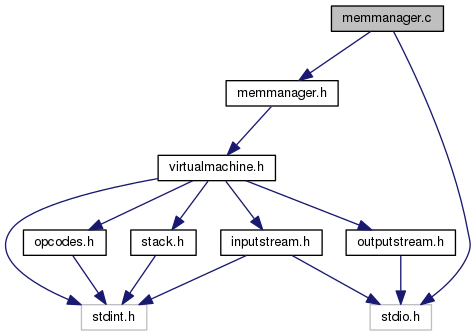 memmanager.c
memmanager.h
virtualmachine.h
opcodes.h
stack.h
inputstream.h
outputstream.h
stdint.h
stdio.h